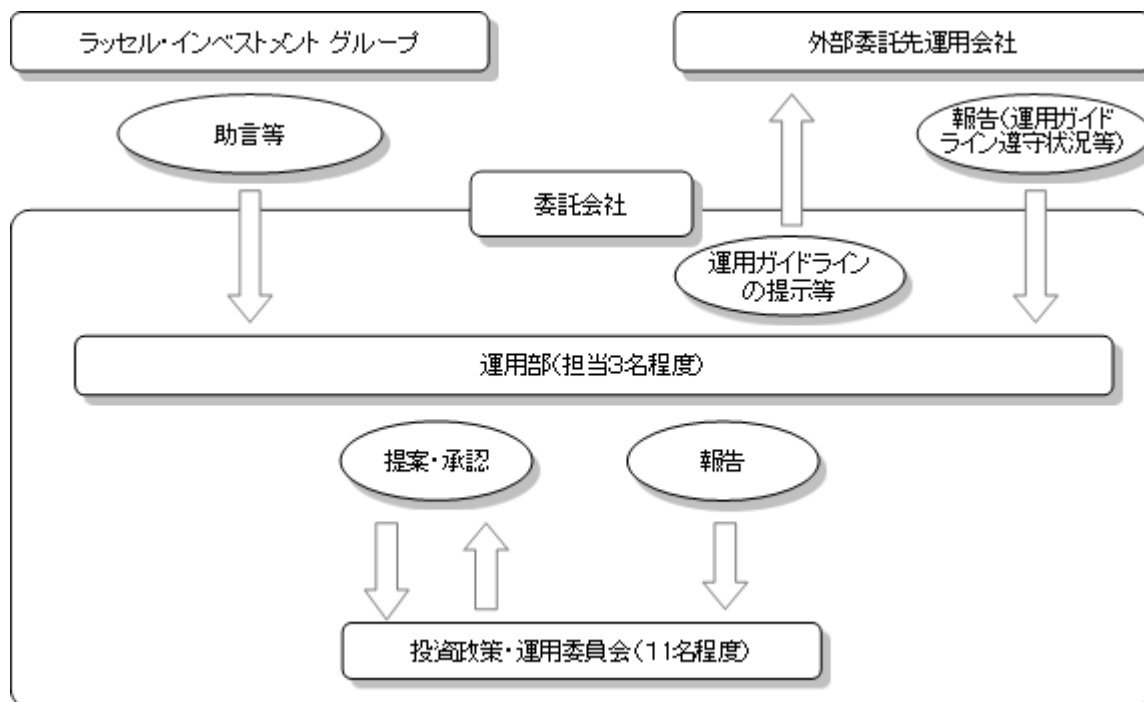 ラッセル・インベストメント グループ
外部委託先運用会社
助言等
報告(運用ガイド
ライン遵守状況等)
委託会社
運用ガイドライン
の提示等
運用部(担当3名程度)
提案・承認
報告
投資政策・運用委員会(11名程度)